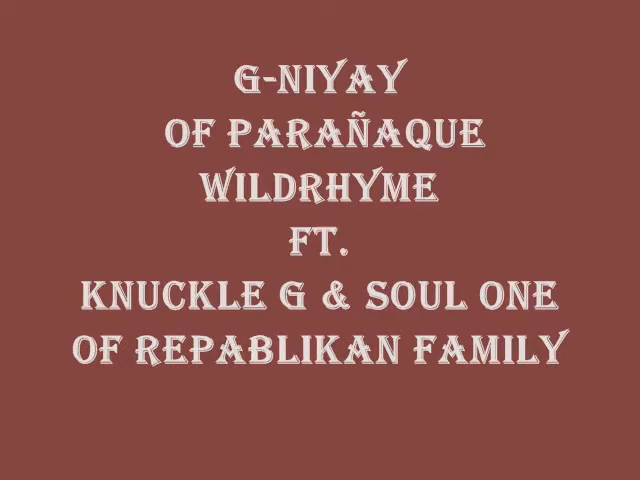 G-NIYAY
OF PARAÑAQUE
WILDRHYME
FT.
KNUCKLE G & SOUL ONE
OF REPABLIKAN FAMILY